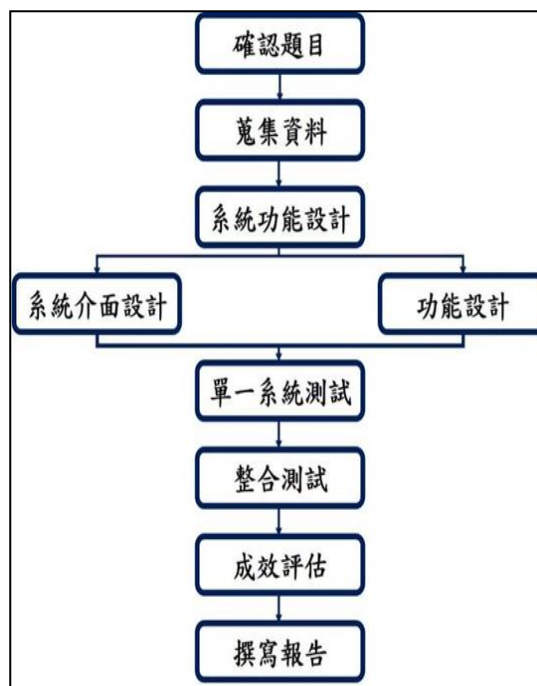 確認題目
蒐集資料
系統功能設計
系統介面設計
功能設計
單一系統測試
整合測試
成效評估
撰寫報告